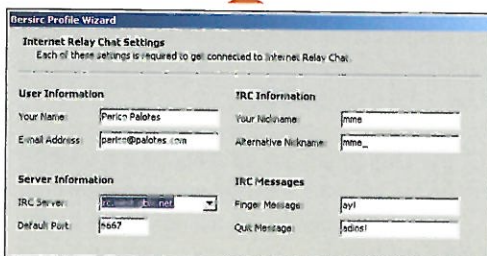 Bersirc Profile Wizard
Internet Relay Chat Settings
Each of these settings is required to get connected to Internet Relay Chat.
User Information
Your Name: Perico Palotes
E-mail Address: perico@palotes.com
IRC Information
Your Nickname: mme
Alternative Nickname: mme_
Server Information
IRC Server:
Default Port: 6667
IRC Messages
Finger Message: ay!
Quit Message: adios!